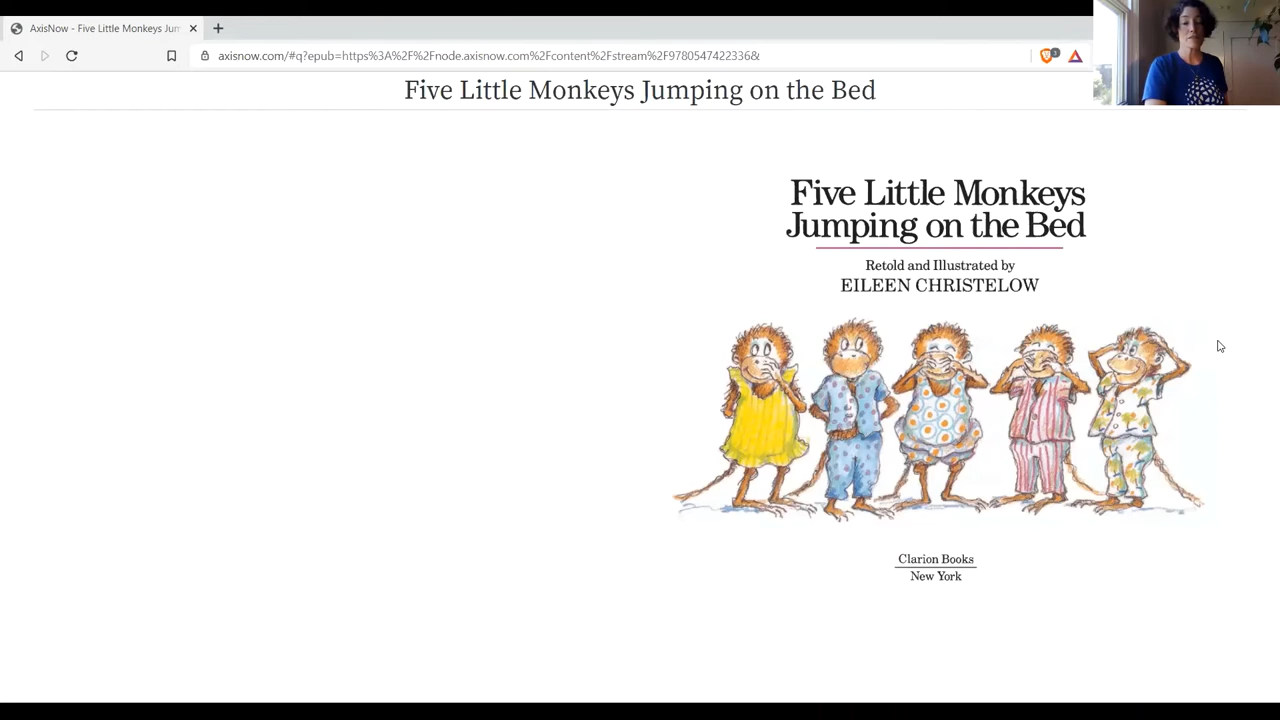 AxisNow - Five Little Monkeys Jum
axisnow.com/#q?epub=https%3A%2F%2Fnode.axisnow.com%2Fcontent%2Fstream%2F9780547422336&
3
Five Little Monkeys Jumping on the Bed
Five Little Monkeys
Jumping on the Bed
Retold and Illustrated by
EILEEN CHRISTELOW
Clarion Books
New York